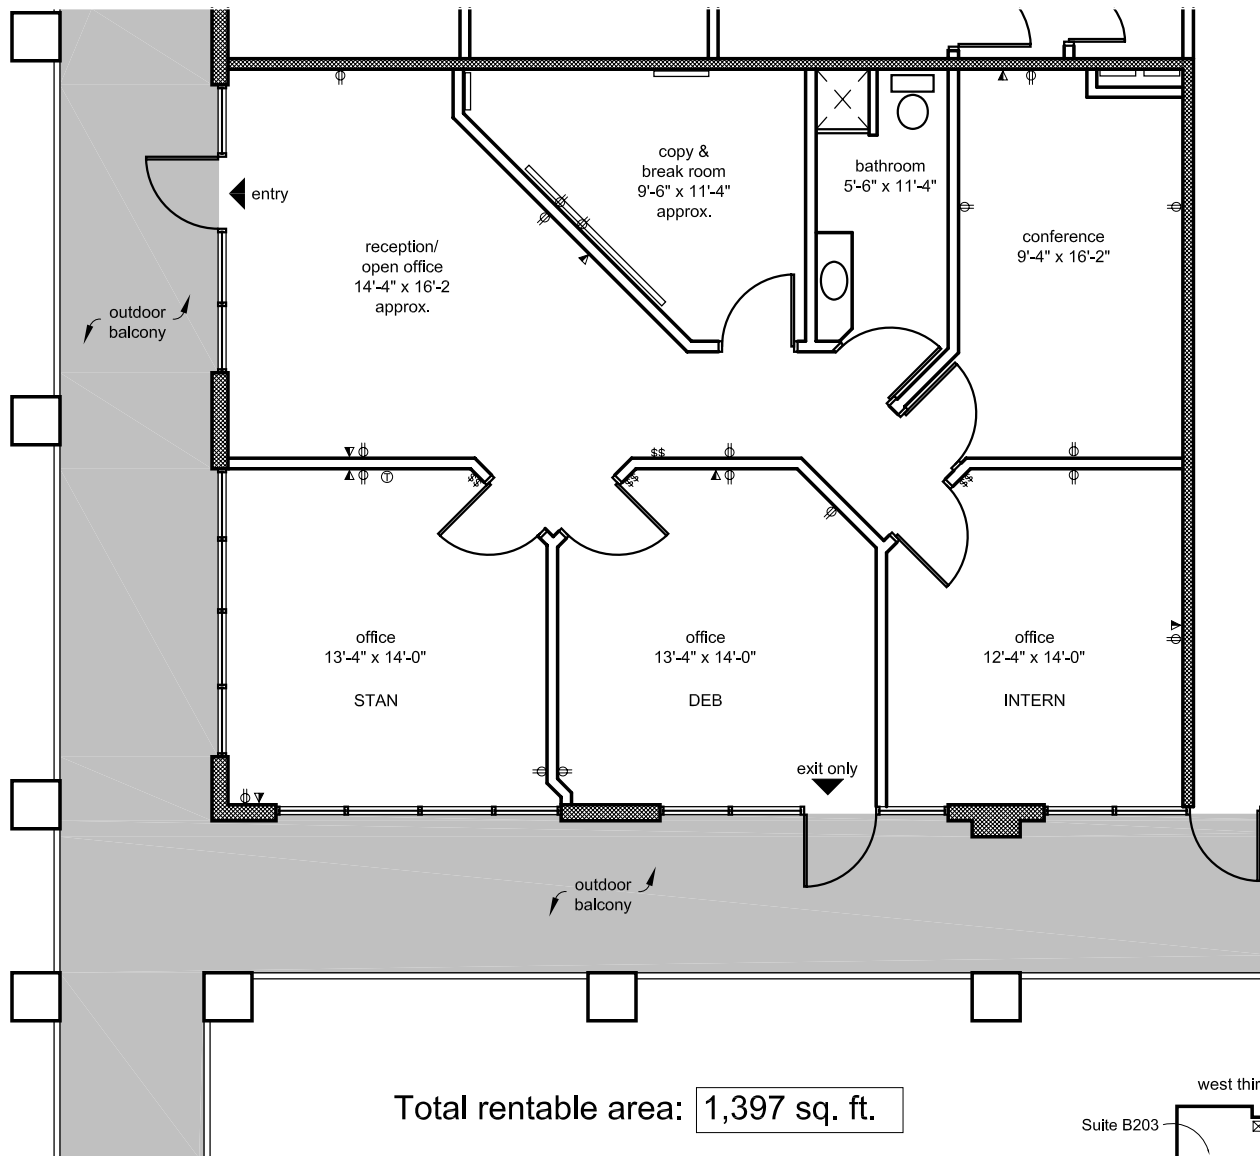 copy &
break room
9'-6" x 11'-4"
approx.
bathroom
5'-6" x 11'-4"
entry
reception/
open office
14'-4" x 16'-2
approx.
conference
9'-4" x 16'-2"
outdoor
balcony
$$
$$
$$
$$
T
office
13'-4" x 14'-0"
STAN
office
13'-4" x 14'-0"
DEB
office
12'-4" x 14'-0"
INTERN
exit only
outdoor
balcony
Total rentable area: 1,397 sq. ft.
west thir
Suite B203